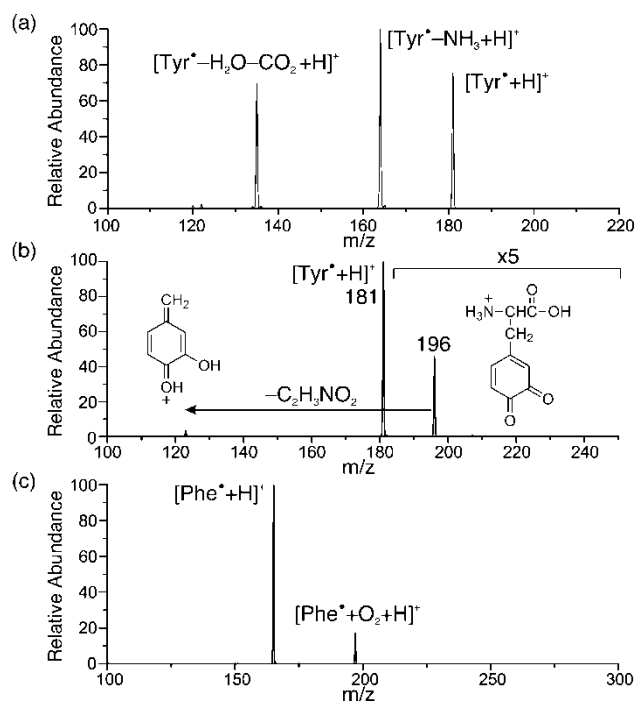 (a)
100
80
60
40
20
0
Relative Abundance
[Tyr•–H₂O–CO₂+H]⁺
[Tyr•–NH₃+H]⁺
[Tyr•+H]⁺
100 120 140 160 180 200 220
m/z
(b)
100
80
60
40
20
0
Relative Abundance
CH₂
OH
OH
+
–C₂H₃NO₂
[Tyr•+H]⁺
181
196
x5
+
H₃N–CHC–OH
O
CH₂
O
O
100 120 140 160 180 200 220 240
m/z
(c)
100
80
60
40
20
0
Relative Abundance
[Phe•+H]⁺
[Phe•+O₂+H]⁺
100 150 200 250 300
m/z